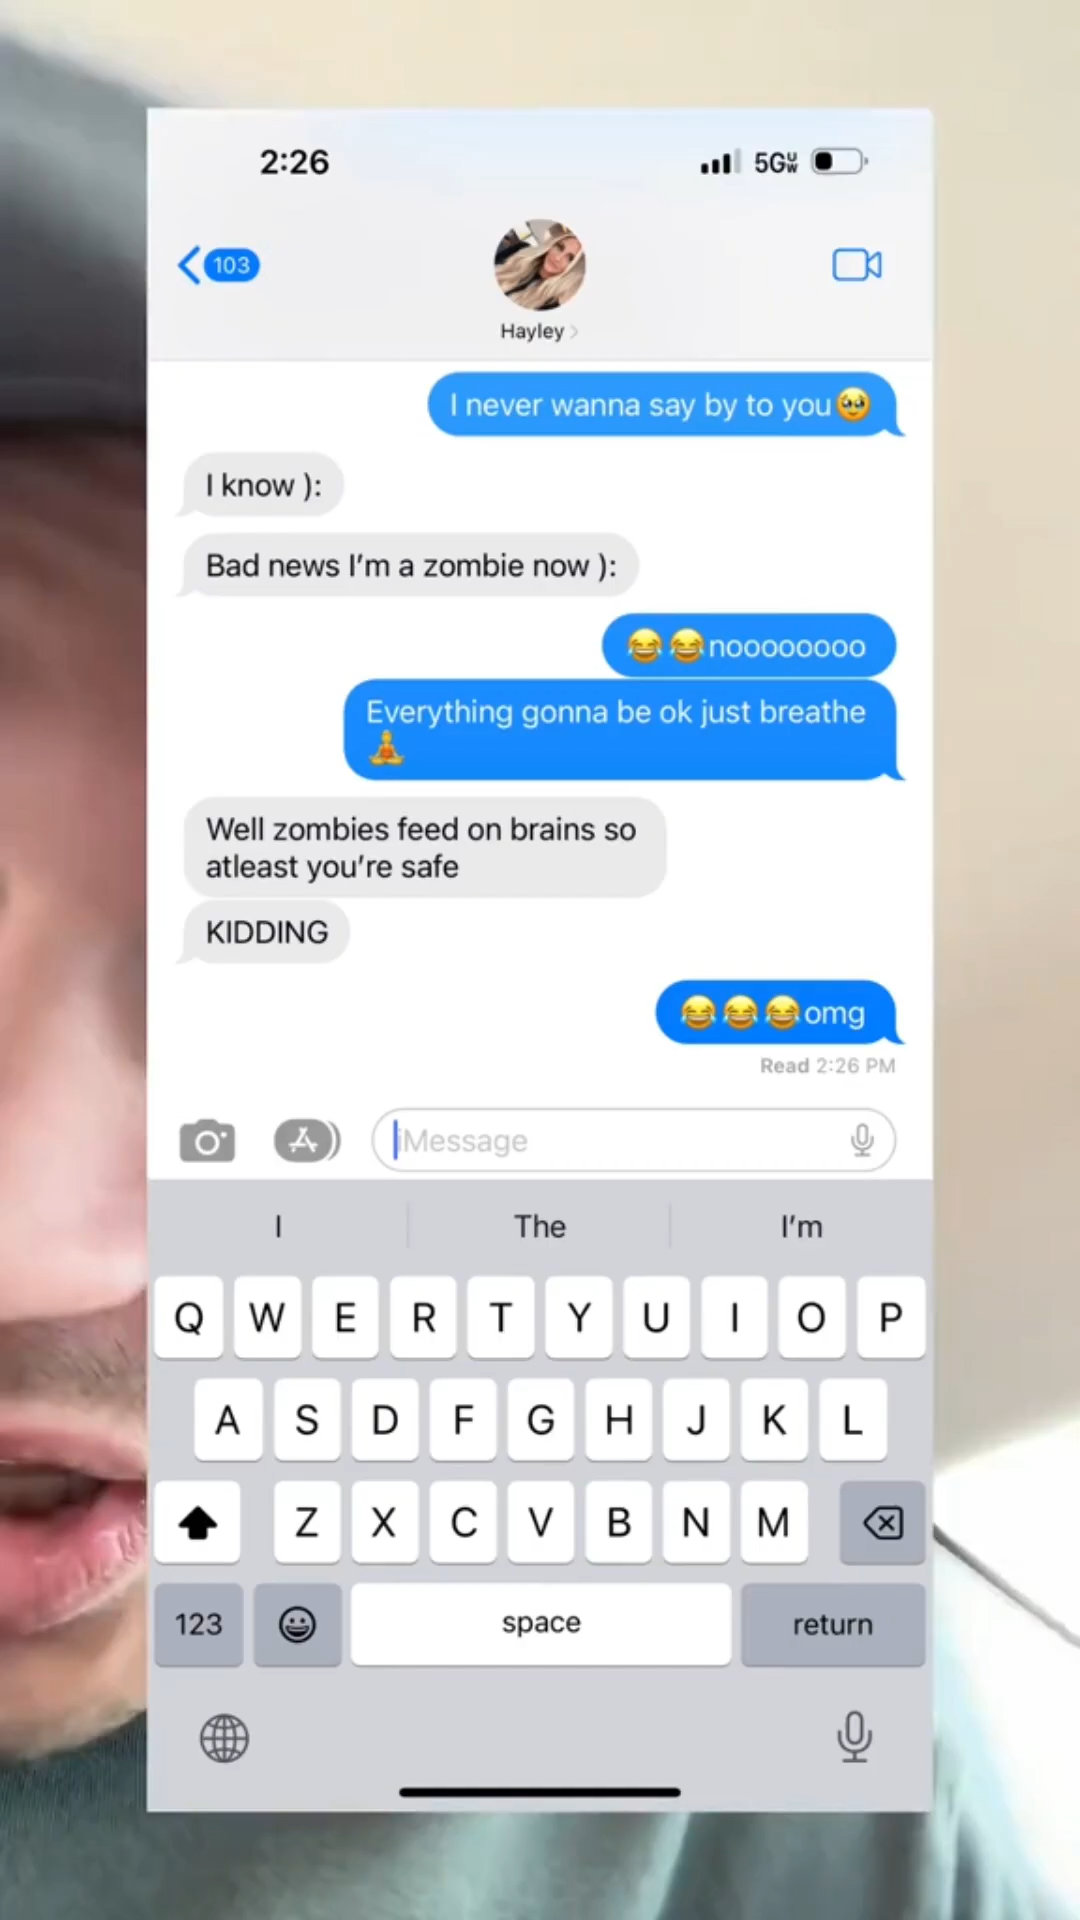 2:26
5GUW
103
Hayley
I never wanna say by to you🥹
I know ):
Bad news I'm a zombie now ):
😂😂noooooooo
Everything gonna be ok just breathe
🧘
Well zombies feed on brains so
atleast you're safe
KIDDING
😂😂😂omg
Read 2:26 PM
iMessage
I The I'm
Q W E R T Y U I O P
A S D F G H J K L
Z X C V B N M
123 space return